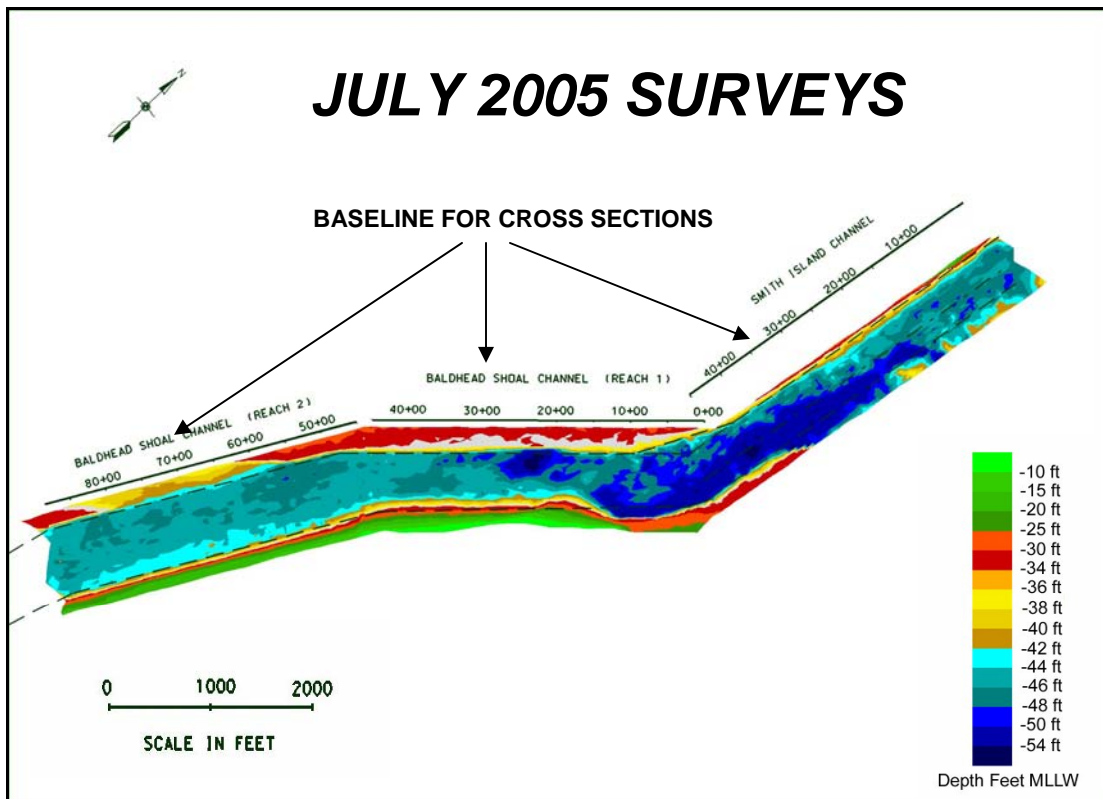 N
JULY 2005 SURVEYS
BASELINE FOR CROSS SECTIONS
SMITH ISLAND CHANNEL
40+00 30+00 20+00 10+00
BALDHEAD SHOAL CHANNEL (REACH 1)
40+00 30+00 20+00 10+00 0+00
BALDHEAD SHOAL CHANNEL (REACH 2)
80+00 70+00 60+00 50+00
0 1000 2000
SCALE IN FEET
-10 ft
-15 ft
-20 ft
-25 ft
-30 ft
-34 ft
-36 ft
-38 ft
-40 ft
-42 ft
-44 ft
-46 ft
-48 ft
-50 ft
-54 ft
Depth Feet MLLW